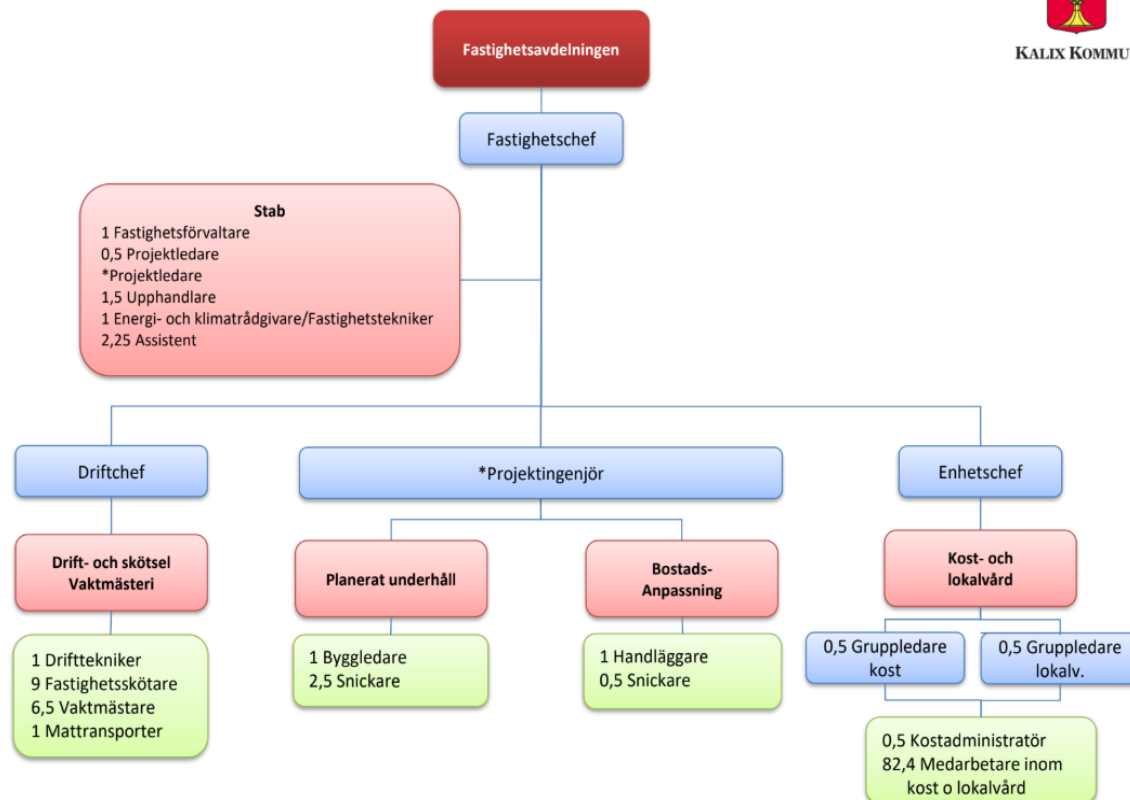 Fastighetsavdelningen
KALIX KOMMU
Fastighetschef
Stab
1 Fastighetsförvaltare
0,5 Projektledare
*Projektledare
1,5 Upphandlare
1 Energi- och klimatrådgivare/Fastighetstekniker
2,25 Assistent
Driftchef
*Projektingenjör
Enhetschef
Drift- och skötsel
Vaktmästeri
Planerat underhåll
Bostads-
Anpassning
Kost- och
lokalvård
1 Drifttekniker
9 Fastighetsskötare
6,5 Vaktmästare
1 Mattransporter
1 Byggledare
2,5 Snickare
1 Handläggare
0,5 Snickare
0,5 Gruppledare
kost
0,5 Gruppledare
lokalv.
0,5 Kostadministratör
82,4 Medarbetare inom
kost o lokalvård